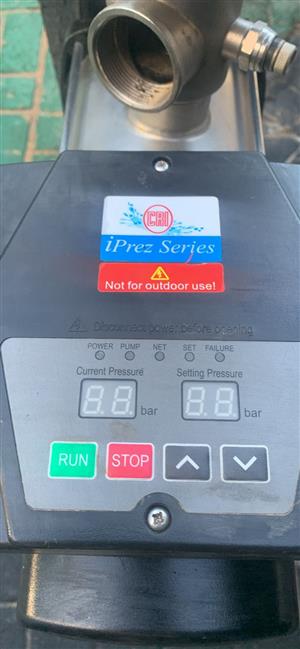 CRI
iPrez Series
Not for outdoor use!
Disconnect power before opening
POWER PUMP NET SET FAILURE
Current Pressure Setting Pressure
8.8. bar 8.8. bar
RUN STOP